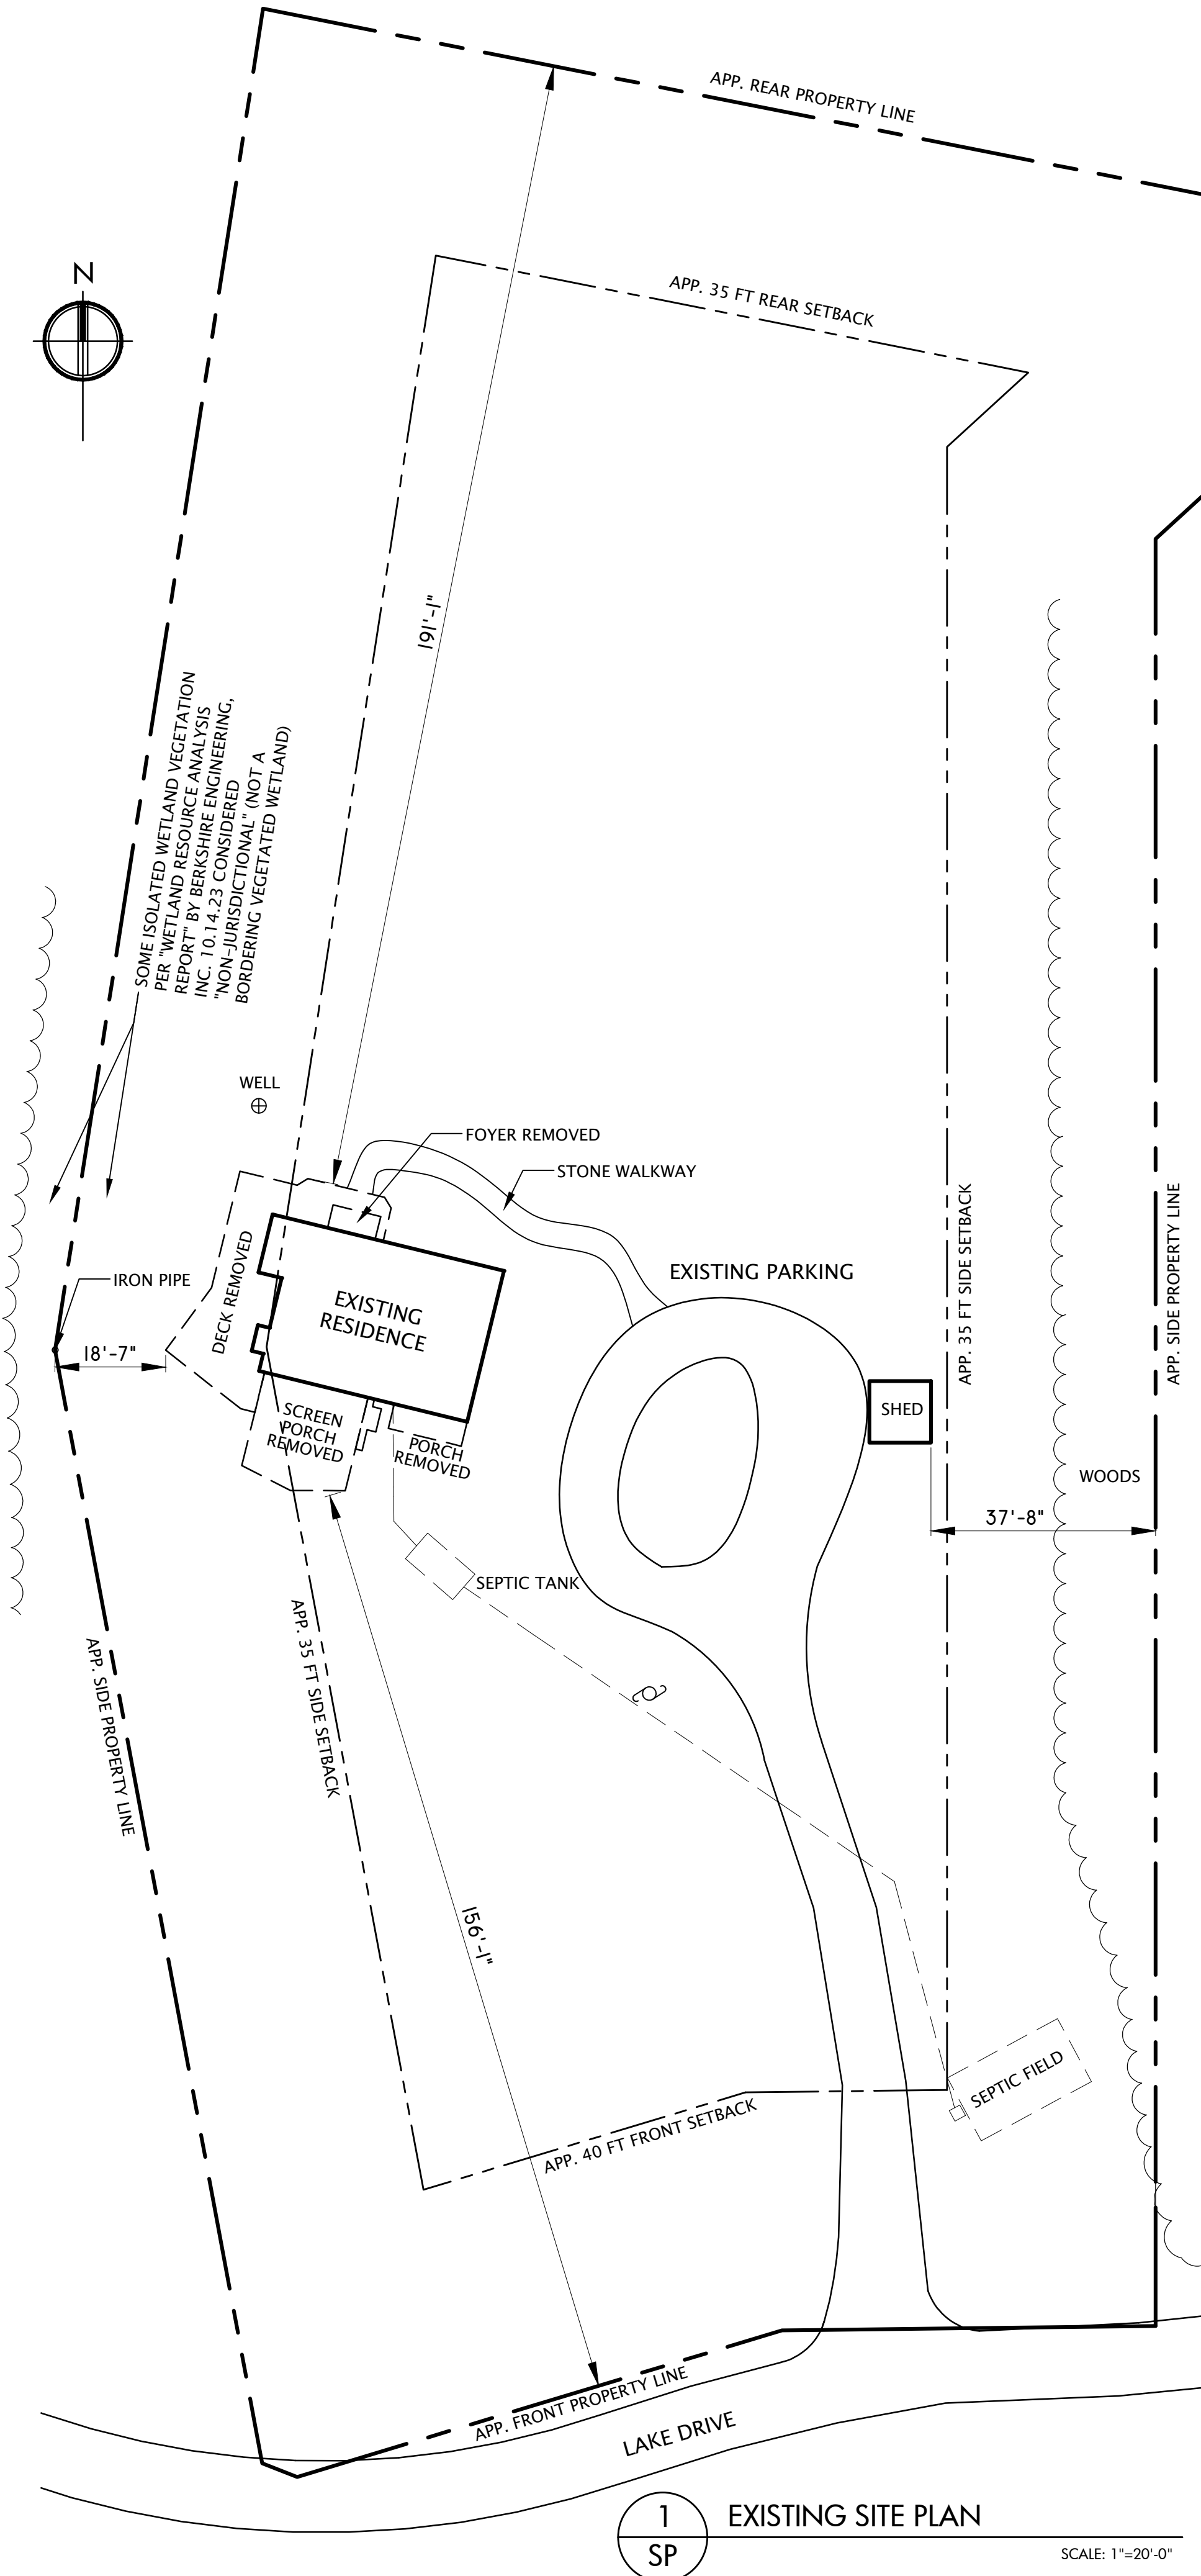 APP. REAR PROPERTY LINE
N
APP. 35 FT REAR SETBACK
191'-1"
SOME ISOLATED WETLAND VEGETATION
PER "WETLAND RESOURCE ANALYSIS
REPORT" BY BERKSHIRE ENGINEERING,
INC. 10.14.23 CONSIDERED
"NON-JURISDICTIONAL" (NOT A
BORDERING VEGETATED WETLAND)
WELL
FOYER REMOVED
STONE WALKWAY
DECK REMOVED
IRON PIPE
EXISTING
RESIDENCE
EXISTING PARKING
APP. 35 FT SIDE SETBACK
APP. SIDE PROPERTY LINE
18'-7"
SHED
SCREEN
PORCH
REMOVED
PORCH
REMOVED
WOODS
37'-8"
SEPTIC TANK
APP. 35 FT SIDE SETBACK
APP. SIDE PROPERTY LINE
156'-1"
SEPTIC FIELD
APP. 40 FT FRONT SETBACK
APP. FRONT PROPERTY LINE
LAKE DRIVE
1
SP
EXISTING SITE PLAN
SCALE: 1"=20'-0"